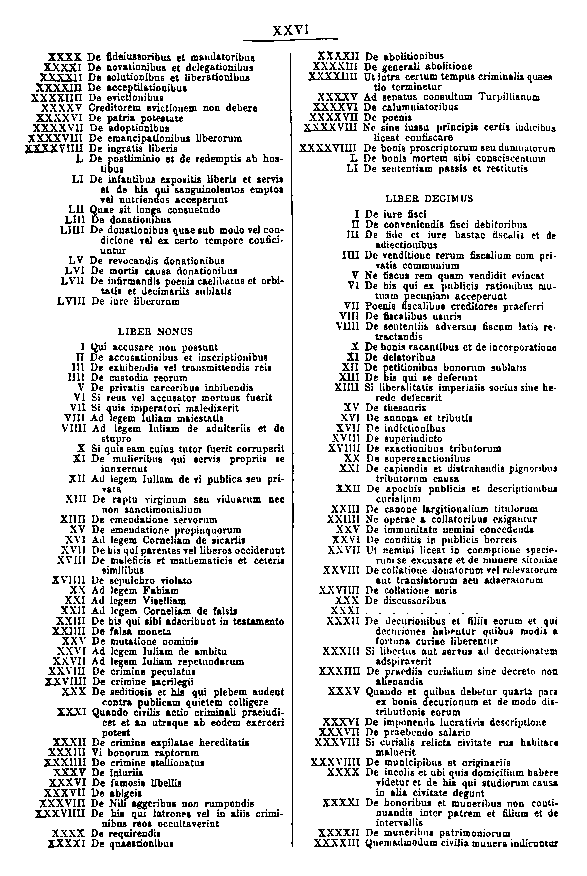 XXVI
XXXX De fideiussoribus et mandatoribus
XXXXI De novationibus et delegationibus
XXXXII De solutionibus et liberationibus
XXXXIII De acceptilationibus
XXXXIIII De evictionibus
XXXXV Creditorem evictionem non debere
XXXXVI De patria potestate
XXXXVII De adoptionibus
XXXXVIII De emancipationibus liberorum
XXXXVIIII De ingratis liberis
L De postliminio et de redemptis ab hos-
tibus
LI De infantibus expositis liberis et servis
et de his qui sanguinolentos emptos
vel nutriendos acceperunt
LII Quae sit longa consuetudo
LIII De donationibus
LIIII De donationibus quae sub modo vel con-
dicione vel ex certo tempore confici-
untur
LV De revocandis donationibus
LVI De mortis causa donationibus
LVII De infirmandis poenis caelibatus et orbi-
tatis et decimariis sublatis
LVIII De iure liberorum
LIBER NONUS
I Qui accusare non possunt
II De accusationibus et inscriptionibus
III De exhibendis vel transmittendis reis
IIII De custodia reorum
V De privatis carceribus inhibendis
VI Si reus vel accusator mortuus fuerit
VII Si quis imperatori maledixerit
VIII Ad legem Iuliam maiestatis
VIIII Ad legem Iuliam de adulteriis et de
stupro
X Si quis eam cuius tutor fuerit corruperit
XI De mulieribus qui servis propriis se
iunxerunt
XII Ad legem Iuliam de vi publica seu pri-
vata
XIII De raptu virginum seu viduarum nec
non sanctimonialium
XIIII De emendatione servorum
XV De emendatione propinquorum
XVI Ad legem Corneliam de sicariis
XVII De his qui parentes vel liberos occiderunt
XVIII De maleficis et mathematicis et ceteris
similibus
XVIIII De sepulchro violato
XX Ad legem Fabiam
XXI Ad legem Viselliam
XXII Ad legem Corneliam de falsis
XXIII De his qui sibi adscribunt in testamento
XXIIII De falsa moneta
XXV De mutatione nominis
XXVI Ad legem Iuliam de ambitu
XXVII Ad legem Iuliam repetundarum
XXVIII De crimine peculatus
XXVIIII De crimine sacrilegii
XXX De seditiosis et his qui plebem audent
contra publicam quietem colligere
XXXI Quando civilis actio criminali praeiudi-
cet et an utraque ab eodem exerceri
potest
XXXII De crimine expilatae hereditatis
XXXIII Vi bonorum raptorum
XXXIIII De crimine stellionatus
XXXV De iniuriis
XXXVI De famosis libellis
XXXVII De abigeis
XXXVIII De Nili aggeribus non rumpendis
XXXVIIII De his qui latrones vel in aliis crimi-
nibus reos occultaverint
XXXX De requirendis
XXXXI De quaestionibus
XXXXII De abolitionibus
XXXXIII De generali abolitione
XXXXIIII Ut intra certum tempus criminalis quaes
tio terminetur
XXXXV Ad senatus consultum Turpillianum
XXXXVI De calumniatoribus
XXXXVII De poenis
XXXXVIII Ne sine iussu principis certis iudicibus
liceat confiscare
XXXXVIIII De bonis proscriptorum seu damnatorum
L De bonis mortem sibi consciscentium
LI De sententiam passis et restitutis
LIBER DECIMUS
I De iure fisci
II De conveniendis fisci debitoribus
III De fide et iure hastae fiscalis et de
adiectionibus
IIII De venditione rerum fiscalium cum pri-
vatis communium
V Ne fiscus rem quam vendidit evincat
VI De his qui ex publicis rationibus mu-
tuam pecuniam acceperunt
VII Poenis fiscalibus creditores praeferri
VIII De fiscalibus usuris
VIIII De sententiis adversus fiscum latis re-
tractandis
X De bonis vacantibus et de incorporatione
XI De delatoribus
XII De petitionibus bonorum sublatis
XIII De his qui se deferunt
XIIII Si liberalitatis imperialis socius sine he-
rede decesserit
XV De thesauris
XVI De annona et tributis
XVII De indictionibus
XVIII De superindicto
XVIIII De exactionibus tributorum
XX De superexactionibus
XXI De capiendis et distrahendis pignoribus
tributorum causa
XXII De apochis publicis et descriptionibus
curialium
XXIII De canone largitionalium titulorum
XXIIII Ne operae a collatoribus exigantur
XXV De immunitate nemini concedenda
XXVI De conditis in publicis horreis
XXVII Ut nemini liceat in coemptione specie-
rum se excusare et de munere sitoniae
XXVIII De collatione donatorum vel relevatorum
aut translatorum seu adaeratorum
XXVIIII De collatione aeris
XXX De discussoribus
XXXI . . . . . . .
XXXII De decurionibus et filiis eorum et qui
decuriones habentur quibus modis a
fortuna curiae liberentur
XXXIII Si libertus aut servus ad decurionatum
adspiraverit
XXXIIII De praediis curialium sine decreto non
alienandis
XXXV Quando et quibus debetur quarta pars
ex bonis decurionum et de modo dis-
tributionis eorum
XXXVI De imponenda lucrativis descriptione
XXXVII De praebendo salario
XXXVIII Si curialis relicta civitate rus habitare
maluerit
XXXVIIII De municipibus et originariis
XXXX De incolis et ubi quis domicilium habere
videtur et de his qui studiorum causa
in alia civitate degunt
XXXXI De honoribus et muneribus non conti-
nuandis inter patrem et filium et de
intervallis
XXXXII De muneribus patrimoniorum
XXXXIII Quemadmodum civilia munera indicuntur